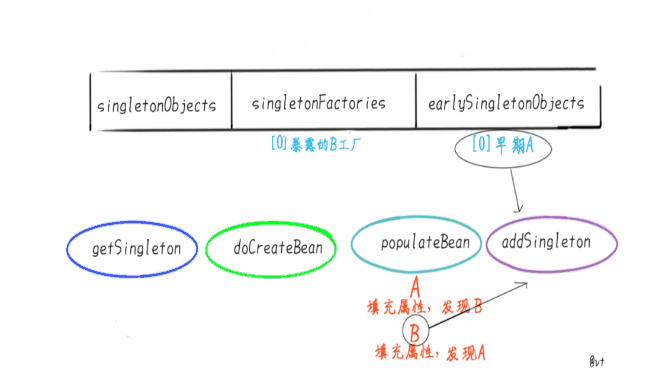 singletonObjects singletonFactories earlySingletonObjects
[0]暴露的B工厂 [0]早期A
getSingleton doCreateBean populateBean addSingleton
A
填充属性，发现B
B
填充属性，发现A
@vt